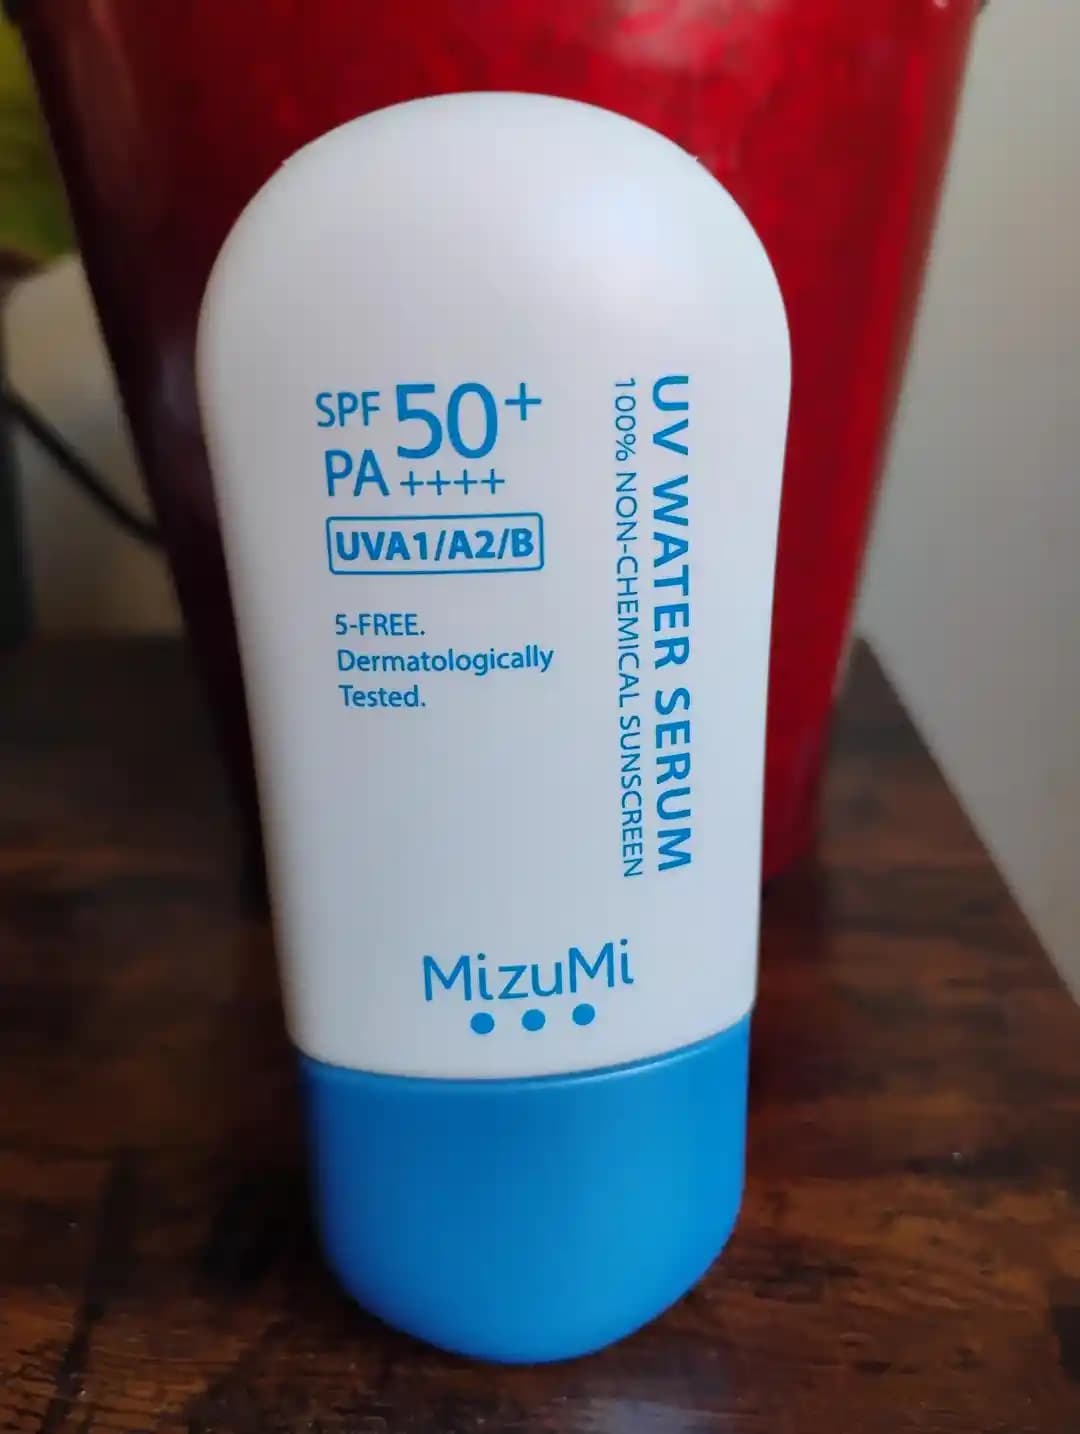 SPF 50+
PA ++++
UVA1/A2/B
5-FREE.
Dermatologically
Tested.
UV WATER SERUM
100% NON-CHEMICAL SUNSCREEN
MizuMi